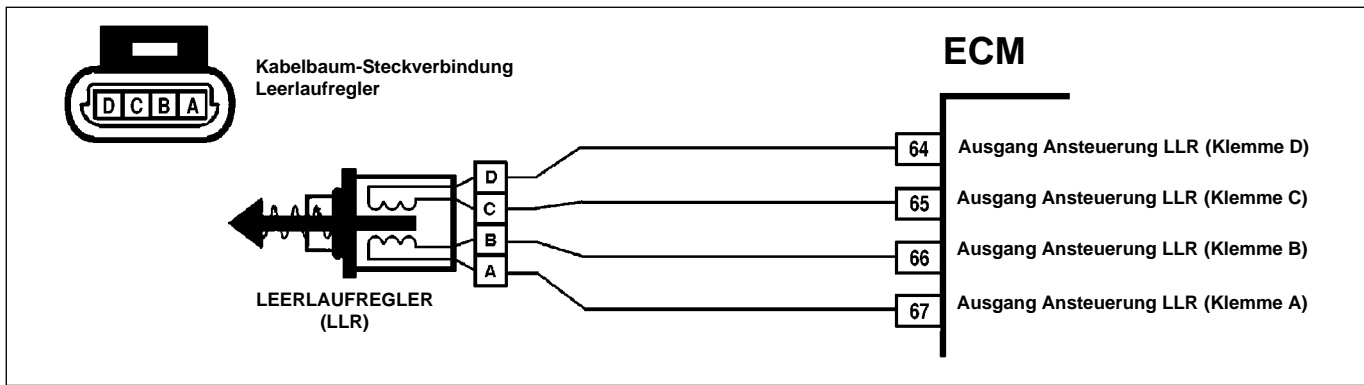 ECM
Kabelbaum-Steckverbindung
Leerlaufregler
D C B A
64 Ausgang Ansteuerung LLR (Klemme D)
D
65 Ausgang Ansteuerung LLR (Klemme C)
C
B
66 Ausgang Ansteuerung LLR (Klemme B)
A
LEERLAUFREGLER
(LLR)
67 Ausgang Ansteuerung LLR (Klemme A)